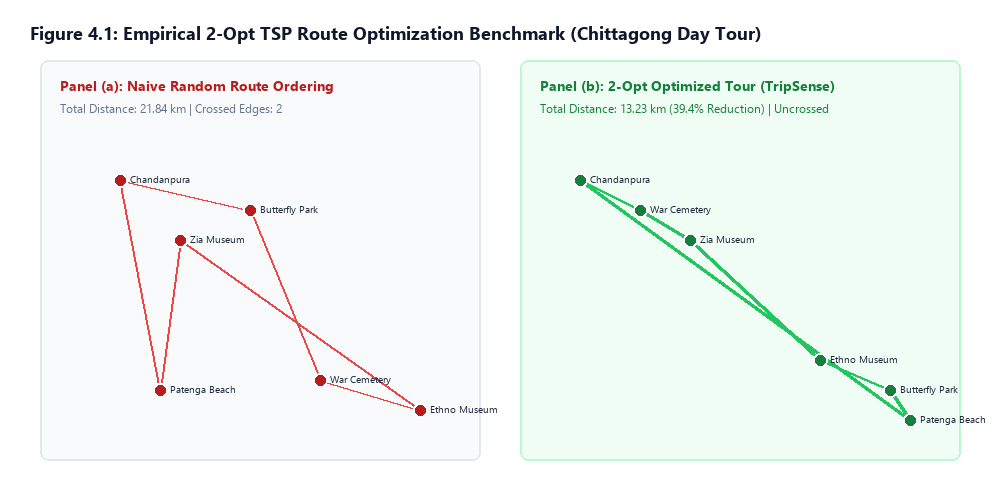 Figure 4.1: Empirical 2-Opt TSP Route Optimization Benchmark (Chittagong Day Tour)
Panel (a): Naive Random Route Ordering
Total Distance: 21.84 km | Crossed Edges: 2
Chandanpura
Butterfly Park
Zia Museum
War Cemetery
Patenga Beach
Ethno Museum
Panel (b): 2-Opt Optimized Tour (TripSense)
Total Distance: 13.23 km (39.4% Reduction) | Uncrossed
Chandanpura
War Cemetery
Zia Museum
Ethno Museum
Butterfly Park
Patenga Beach